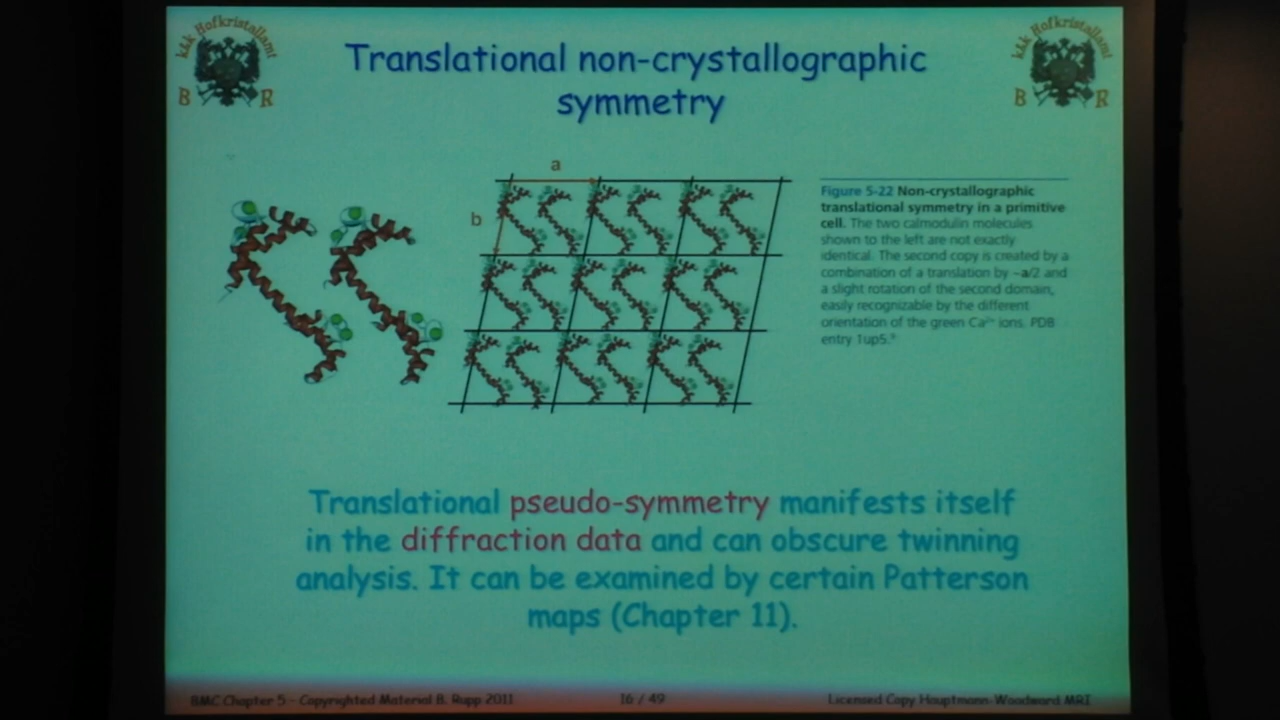 k&k Hofkristallamt
B R
Translational non-crystallographic
symmetry
k&k Hofkristallamt
B R
a
b
Figure 5-22 Non-crystallographic
translational symmetry in a primitive
cell. The two calmodulin molecules
shown to the left are not exactly
identical. The second copy is created by a
combination of a translation by ~a/2 and
a slight rotation of the second domain,
easily recognizable by the different
orientation of the green Ca²⁺ ions. PDB
entry 1up5.⁹
Translational pseudo-symmetry manifests itself
in the diffraction data and can obscure twinning
analysis. It can be examined by certain Patterson
maps (Chapter 11).
BMC Chapter 5 - Copyrighted Material B. Rupp 2011
16 / 49
Licensed Copy Hauptmann-Woodward MRI